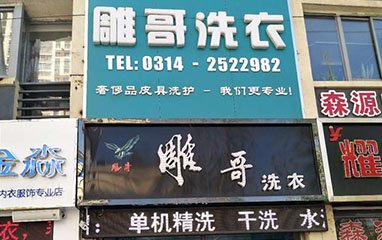 雕哥洗衣
TEL: 0314 - 2522982
奢侈品皮具洗护 - 我们更专业!
森源
金淼
内衣服饰专业店
雕哥
雕哥洗衣
耀
: 单机精洗 干洗 水